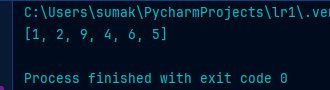 C:\Users\sumak\PycharmProjects\lr1\.ve
[1, 2, 9, 4, 6, 5]
Process finished with exit code 0